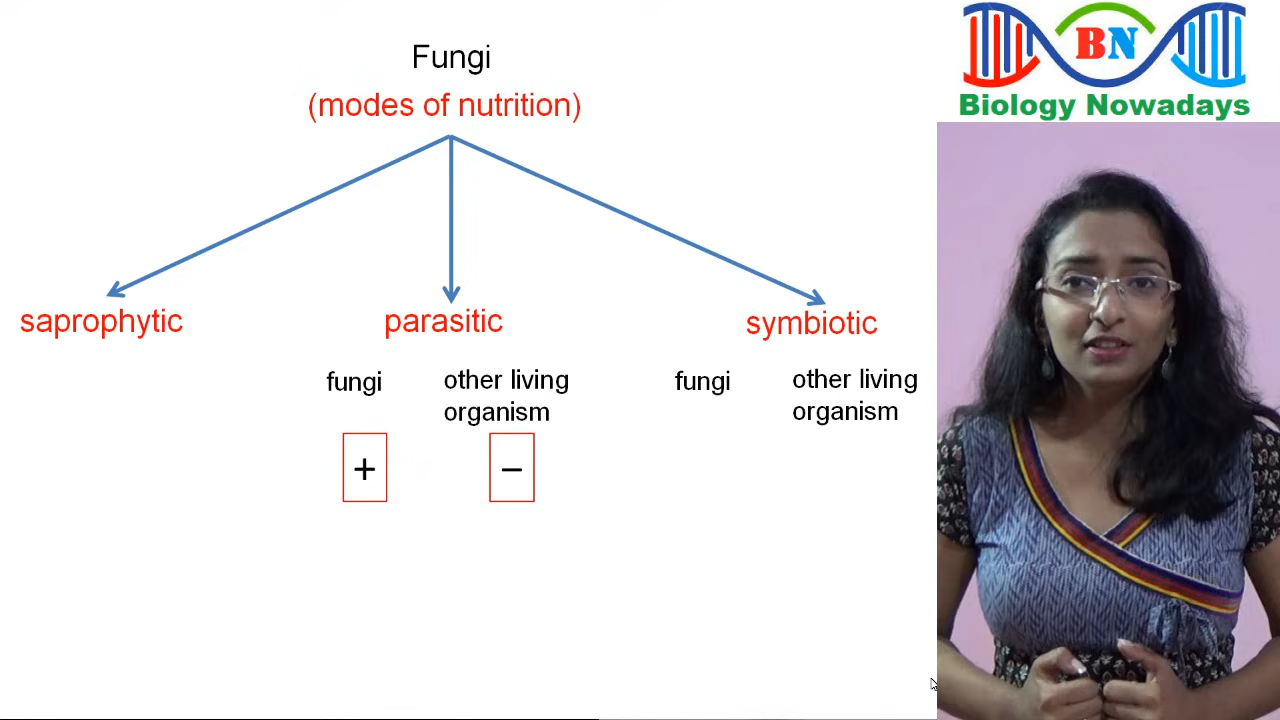 Fungi
(modes of nutrition)
saprophytic
parasitic
symbiotic
fungi
other living
organism
fungi
other living
organism
+
–
BN
Biology Nowadays